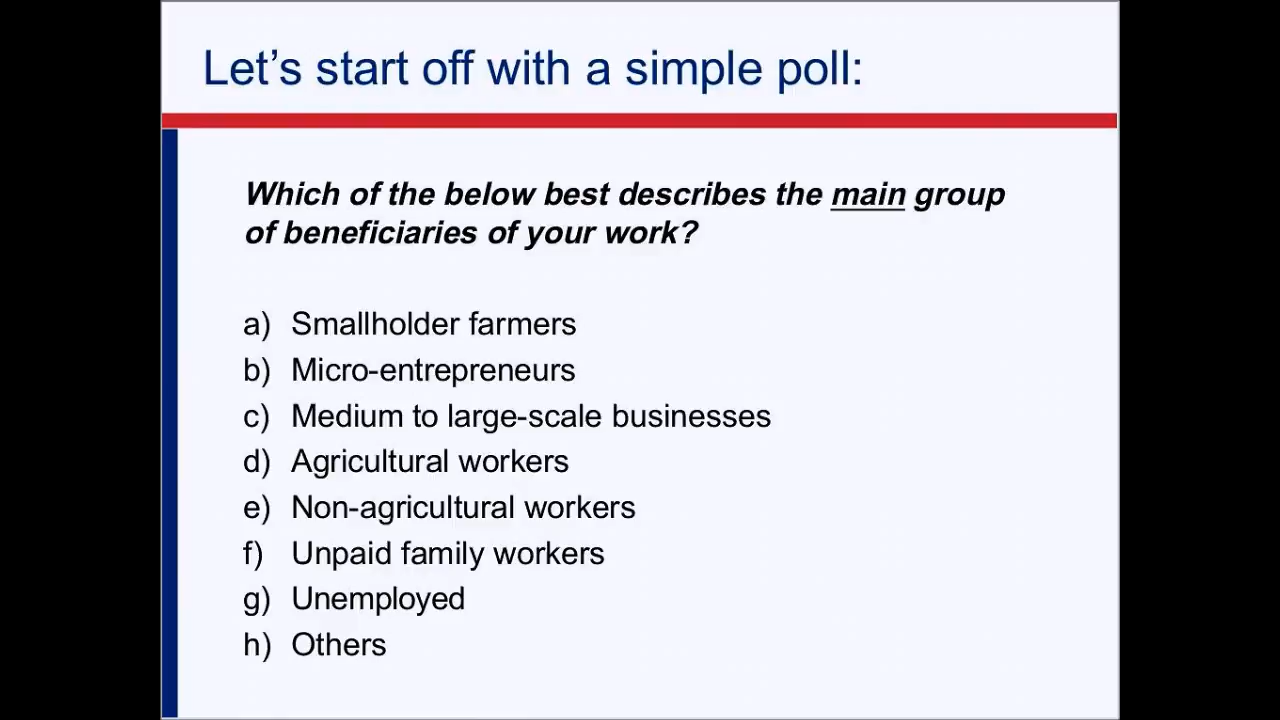 Let’s start off with a simple poll:
Which of the below best describes the main group
of beneficiaries of your work?
a) Smallholder farmers
b) Micro-entrepreneurs
c) Medium to large-scale businesses
d) Agricultural workers
e) Non-agricultural workers
f) Unpaid family workers
g) Unemployed
h) Others